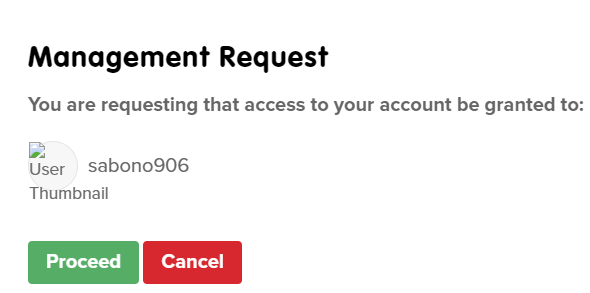 Management Request
You are requesting that access to your account be granted to:
User
Thumbnail
sabono906
Proceed
Cancel